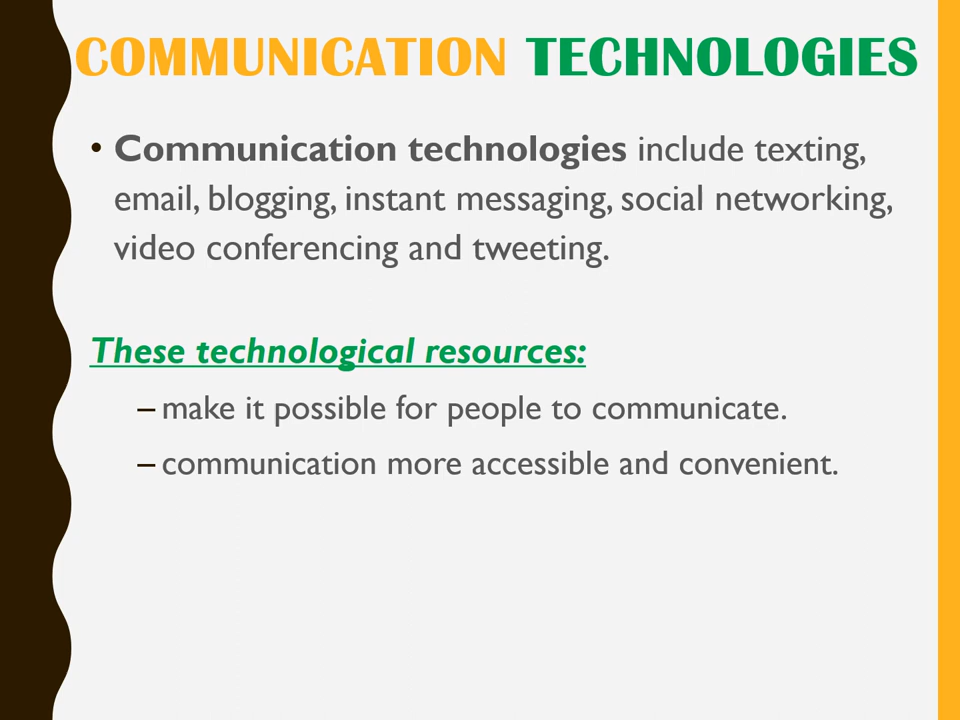 COMMUNICATION TECHNOLOGIES
• Communication technologies include texting,
email, blogging, instant messaging, social networking,
video conferencing and tweeting.
These technological resources:
– make it possible for people to communicate.
– communication more accessible and convenient.